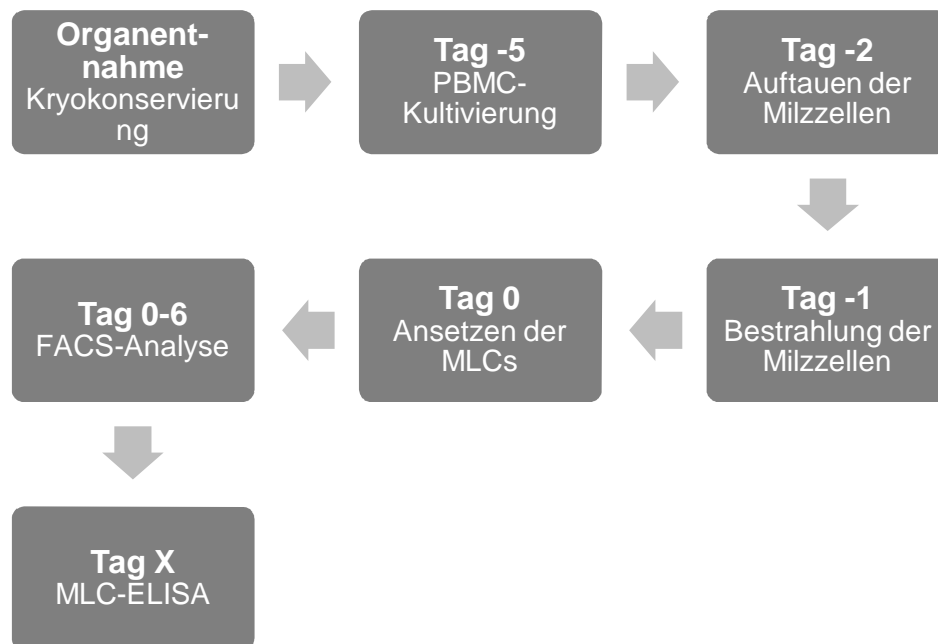 Organent-
nahme
Kryokonservieru
ng
Tag -5
PBMC-
Kultivierung
Tag -2
Auftauen der
Milzzellen
Tag -1
Bestrahlung der
Milzzellen
Tag 0
Ansetzen der
MLCs
Tag 0-6
FACS-Analyse
Tag X
MLC-ELISA